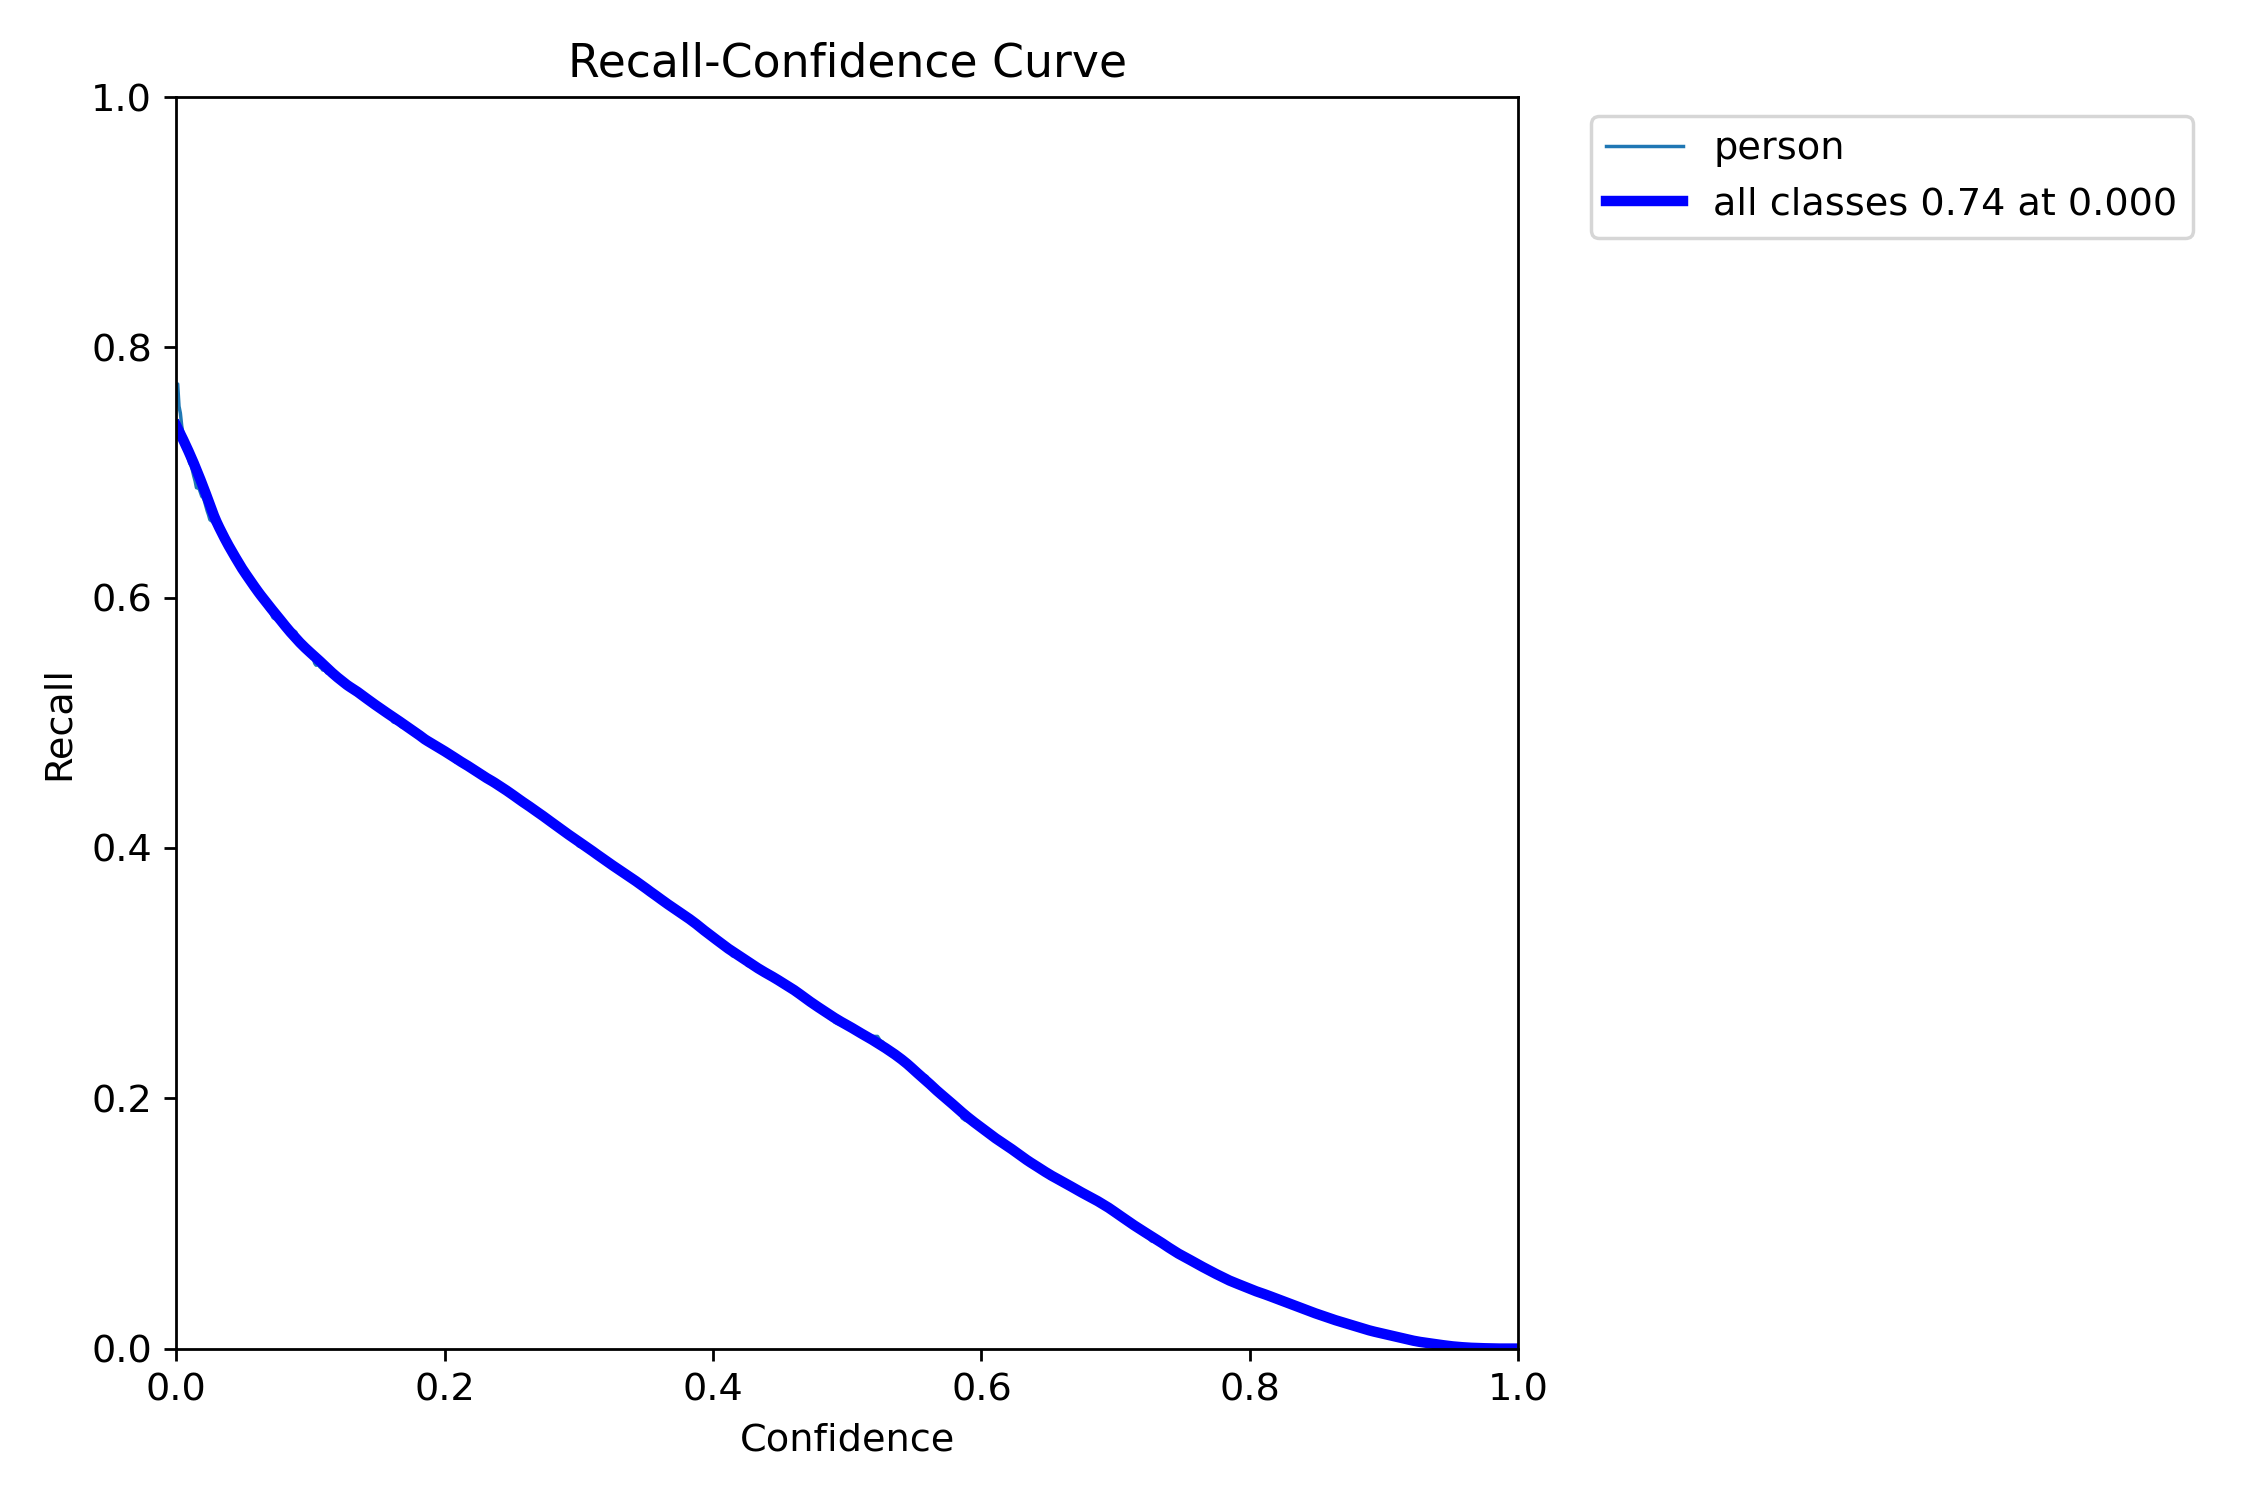 Recall-Confidence Curve
1.0
0.8
0.6
0.4
0.2
0.0
Recall
0.0 0.2 0.4 0.6 0.8 1.0
Confidence
person
all classes 0.74 at 0.000